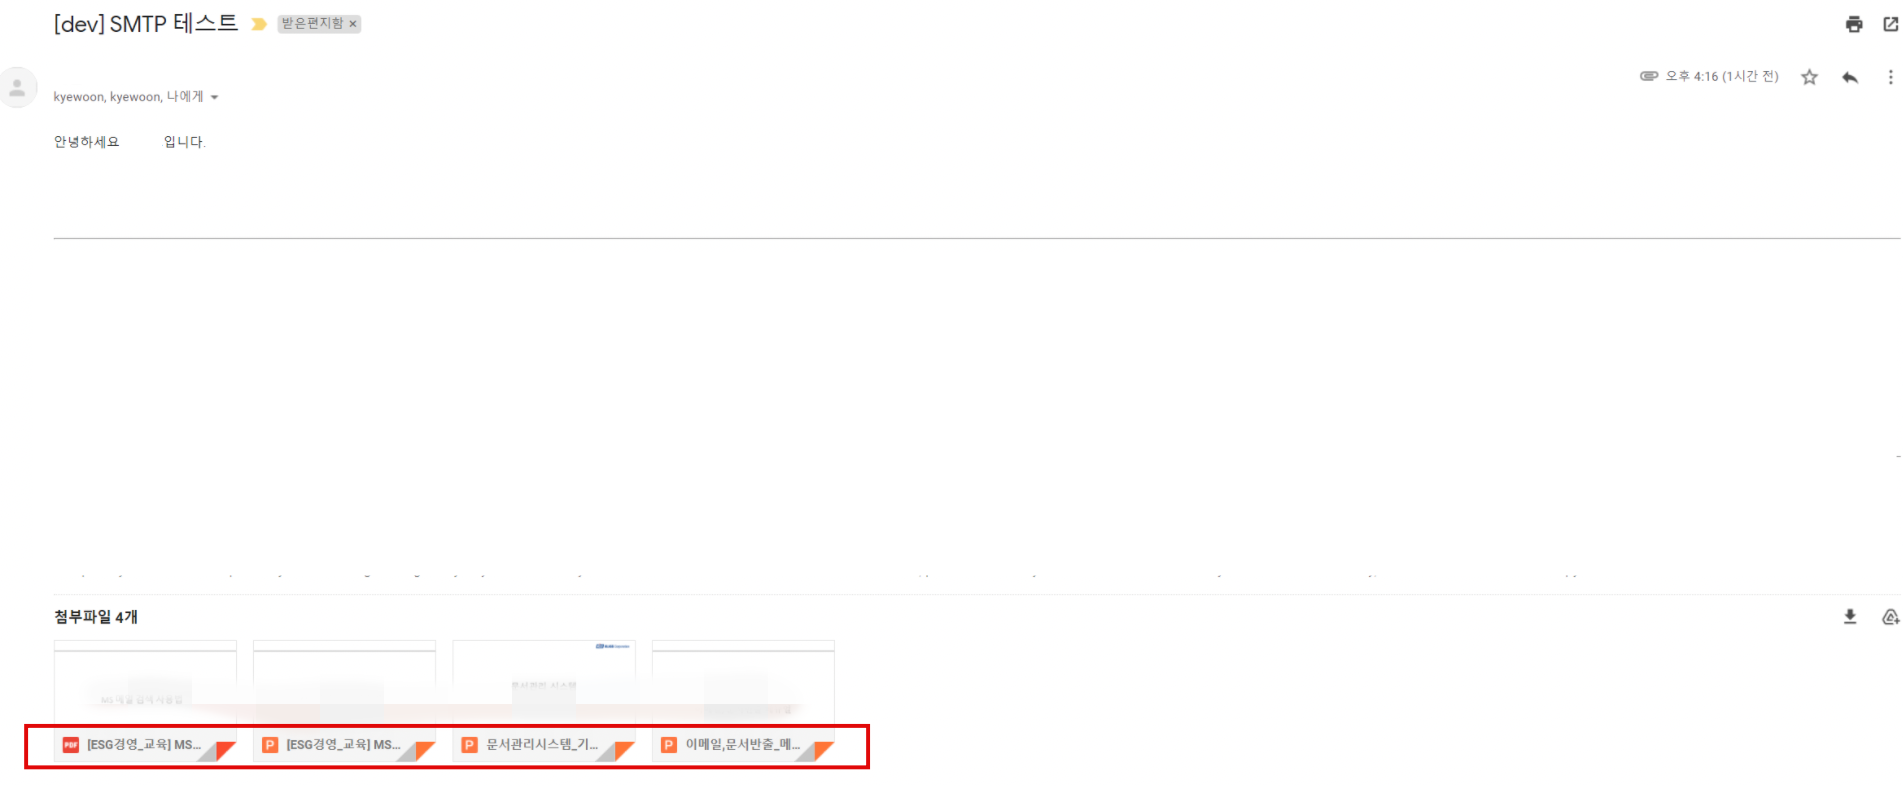 [dev] SMTP 테스트 받은편지함 ×
오후 4:16 (1시간 전)
kyewoon, kyewoon, 나에게
안녕하세요 입니다.
첨부파일 4개
PDF [ESG경영_교육] MS...
P [ESG경영_교육] MS...
P 문서관리시스템_기...
P 이메일,문서반출_메...